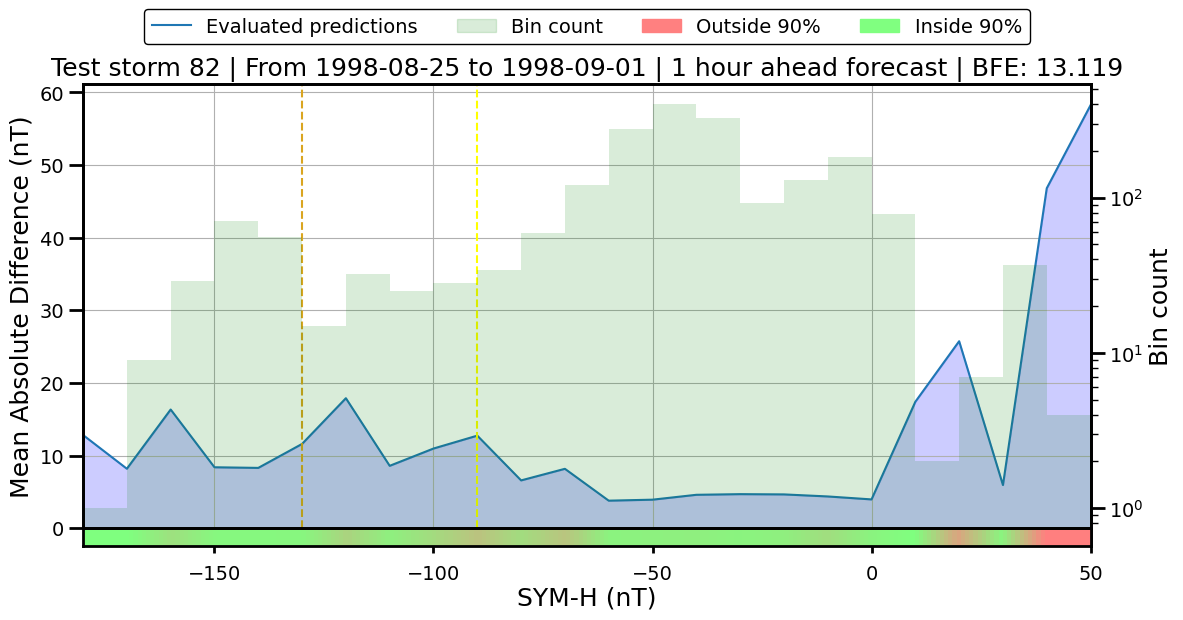 Evaluated predictions Bin count Outside 90% Inside 90%
Test storm 82 | From 1998-08-25 to 1998-09-01 | 1 hour ahead forecast | BFE: 13.119
Mean Absolute Difference (nT)
60
50
40
30
20
10
0
10²
10¹
10⁰
Bin count
−150 −100 −50 0 50
SYM-H (nT)